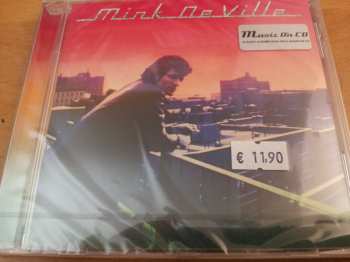 Mink DeVille
Music On CD
€ 11,90